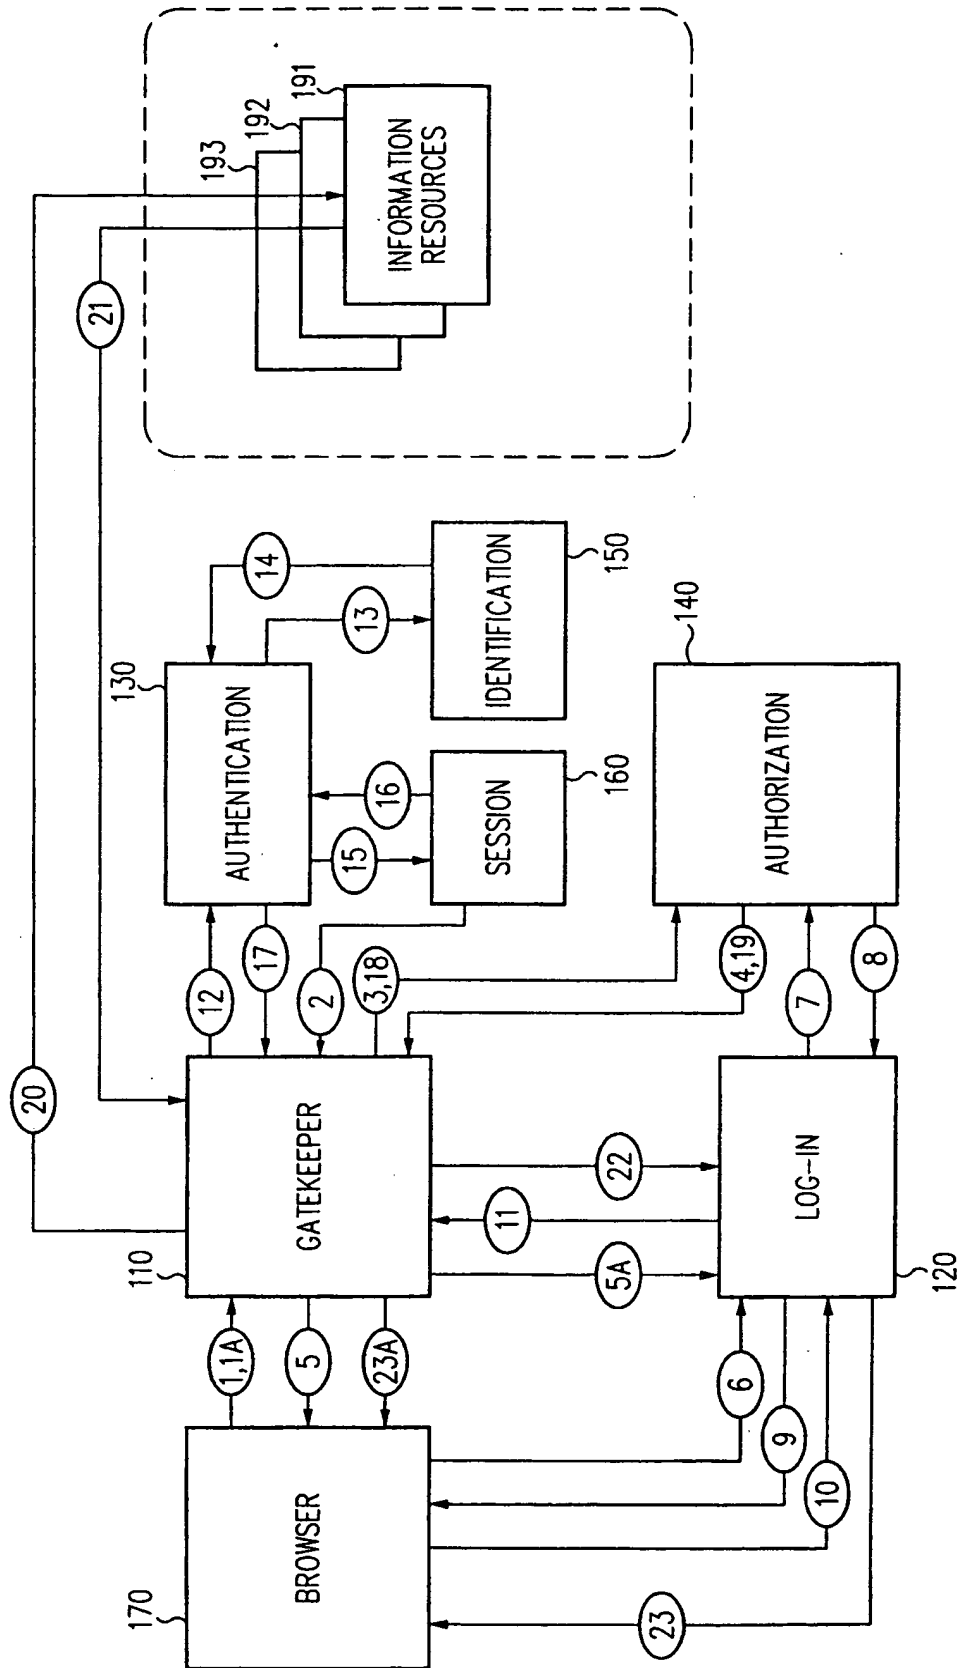 20
21
193
192
191
INFORMATION
RESOURCES
130
AUTHENTICATION
14
13
IDENTIFICATION
150
12
17
15
16
SESSION
160
2
3,18
4,19
140
AUTHORIZATION
7
8
110
GATEKEEPER
1,1A
5
23A
22
11
5A
LOG-IN
120
170
BROWSER
6
9
10
23